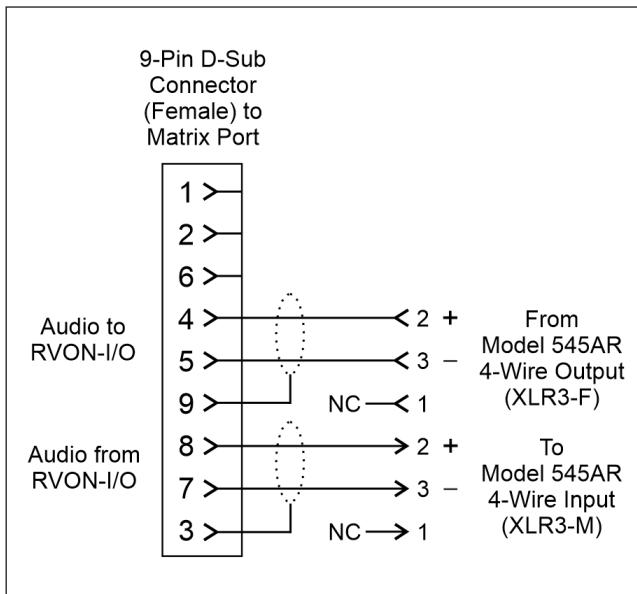 9-Pin D-Sub
Connector
(Female) to
Matrix Port
1
2
6
4
5
9
8
7
3
Audio to
RVON-I/O
Audio from
RVON-I/O
2 +
3 –
NC 1
2 +
3 –
NC 1
From
Model 545AR
4-Wire Output
(XLR3-F)
To
Model 545AR
4-Wire Input
(XLR3-M)